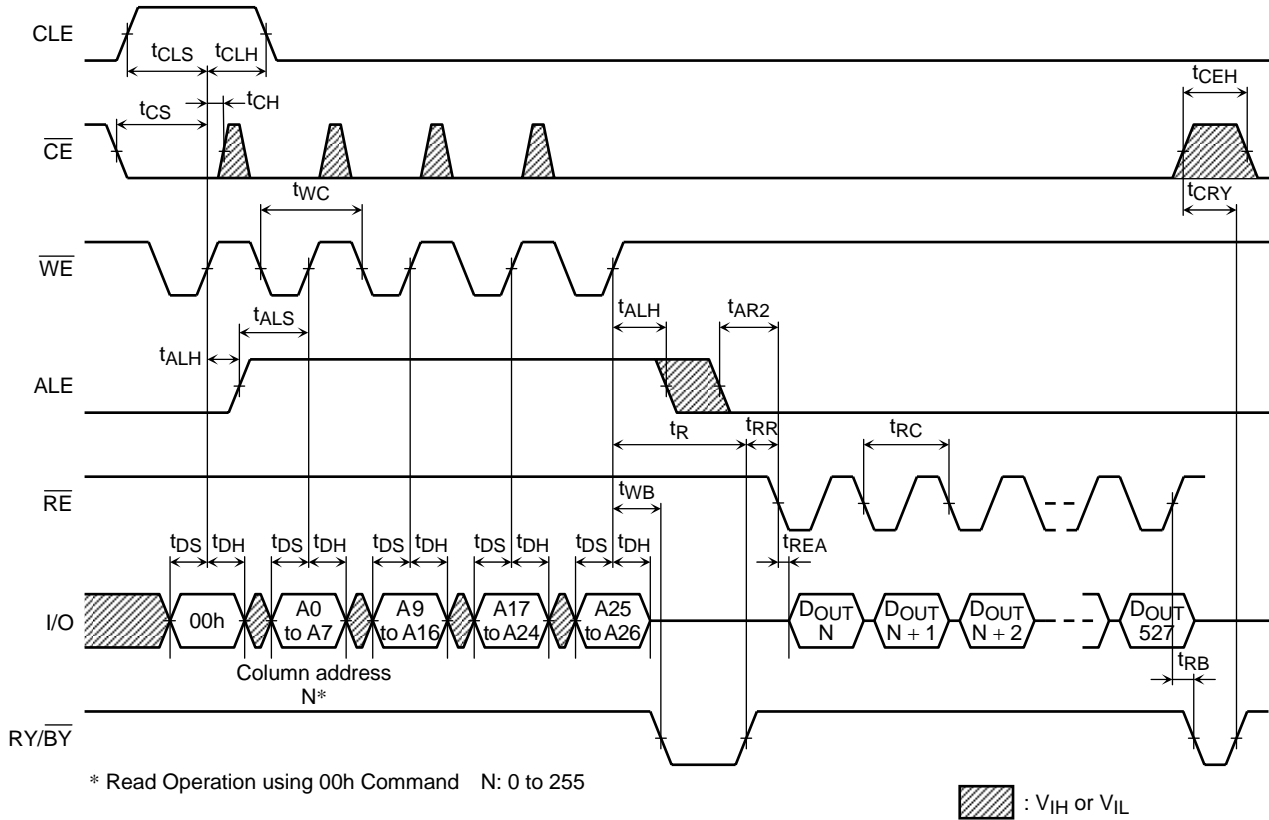 CLE
tCLS
tCLH
tCH
tCEH
tCS
CE
tWC
tCRY
WE
tALS
tALH
tAR2
tALH
ALE
tR
tRR
tRC
RE
tWB
tREA
tDS
tDH
tDS
tDH
tDS
tDH
tDS
tDH
tDS
tDH
I/O
00h
A0
to A7
A9
to A16
A17
to A24
A25
to A26
DOUT
N
DOUT
N + 1
DOUT
N + 2
DOUT
527
tRB
Column address
N*
RY/BY
* Read Operation using 00h Command N: 0 to 255
: VIH or VIL